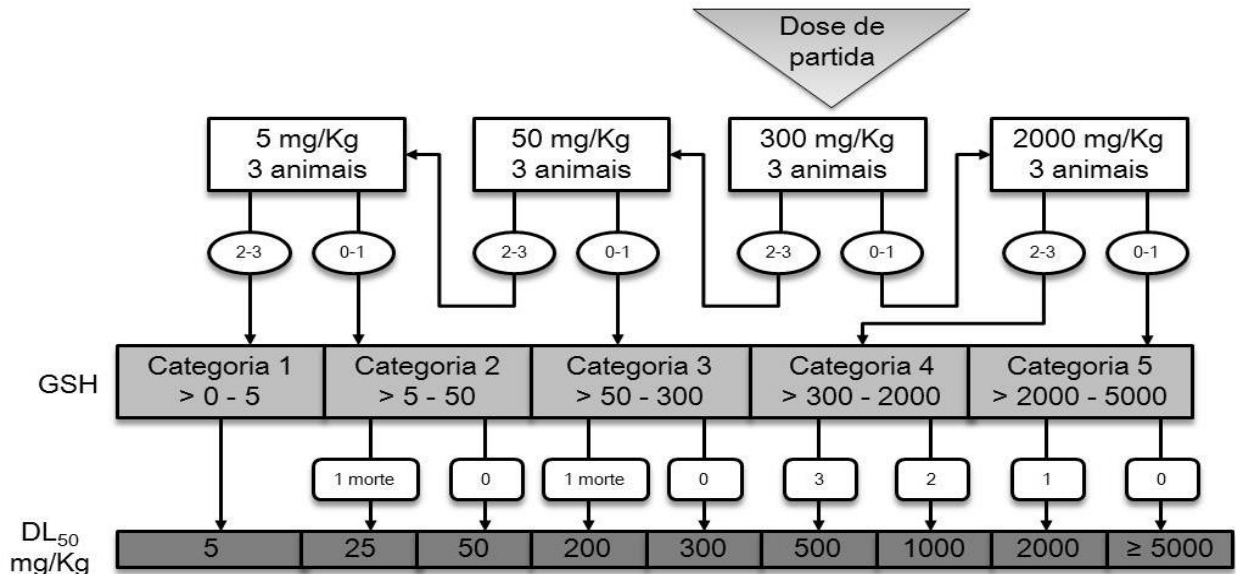 Dose de
partida
5 mg/Kg
3 animais
50 mg/Kg
3 animais
300 mg/Kg
3 animais
2000 mg/Kg
3 animais
2-3
0-1
2-3
0-1
2-3
0-1
2-3
0-1
GSH
Categoria 1
> 0 - 5
Categoria 2
> 5 - 50
Categoria 3
> 50 - 300
Categoria 4
> 300 - 2000
Categoria 5
> 2000 - 5000
1 morte
0
1 morte
0
3
2
1
0
DL₅₀
mg/Kg
5
25
50
200
300
500
1000
2000
≥ 5000